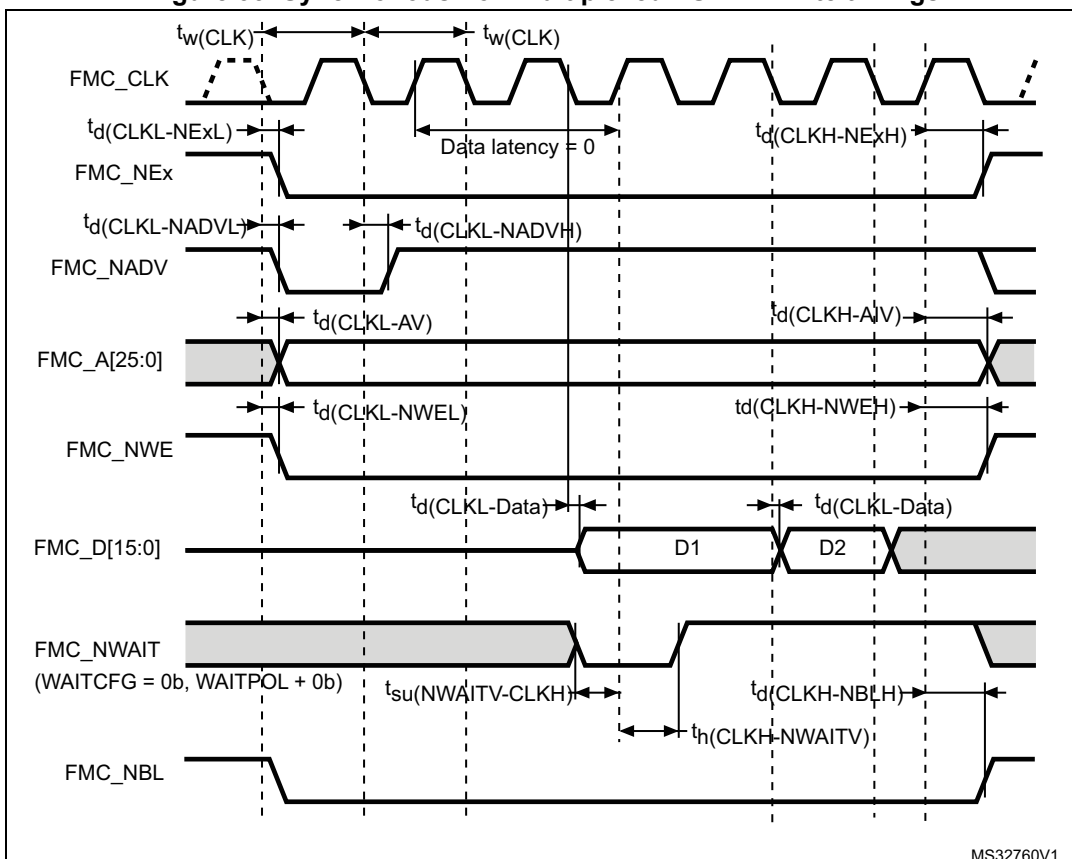 tw(CLK) tw(CLK)
FMC_CLK
td(CLKL-NExL) Data latency = 0 td(CLKH-NExH)
FMC_NEx
td(CLKL-NADVL) td(CLKL-NADVH)
FMC_NADV
td(CLKL-AV) td(CLKH-AIV)
FMC_A[25:0]
td(CLKL-NWEL) td(CLKH-NWEH)
FMC_NWE
td(CLKL-Data) td(CLKL-Data)
FMC_D[15:0] D1 D2
FMC_NWAIT
(WAITCFG = 0b, WAITPOL + 0b)
tsu(NWAITV-CLKH) td(CLKH-NBLH)
th(CLKH-NWAITV)
FMC_NBL
MS32760V1